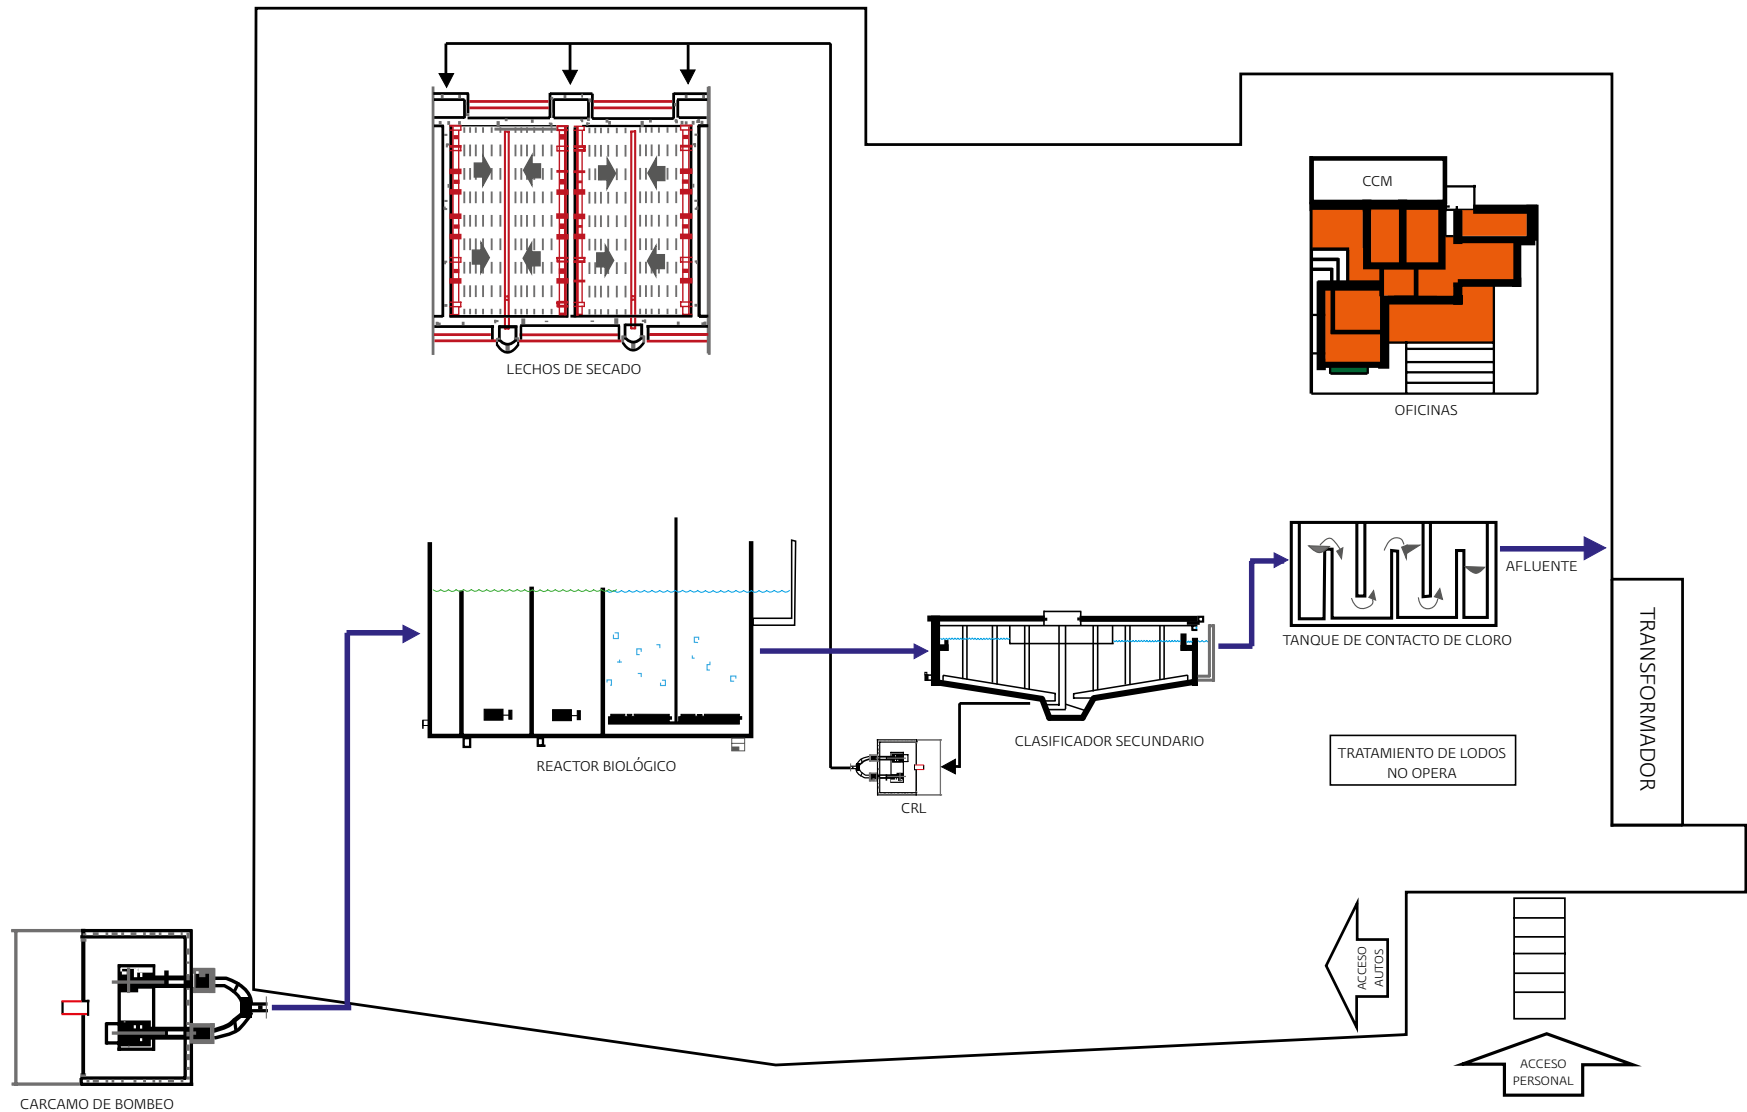 CCM
LECHOS DE SECADO
OFICINAS
AFLUENTE
TANQUE DE CONTACTO DE CLORO
TRANSFORMADOR
CLASIFICADOR SECUNDARIO
TRATAMIENTO DE LODOS
NO OPERA
REACTOR BIOLÓGICO
CRL
ACCESO
AUTOS
ACCESO
PERSONAL
CARCAMO DE BOMBEO